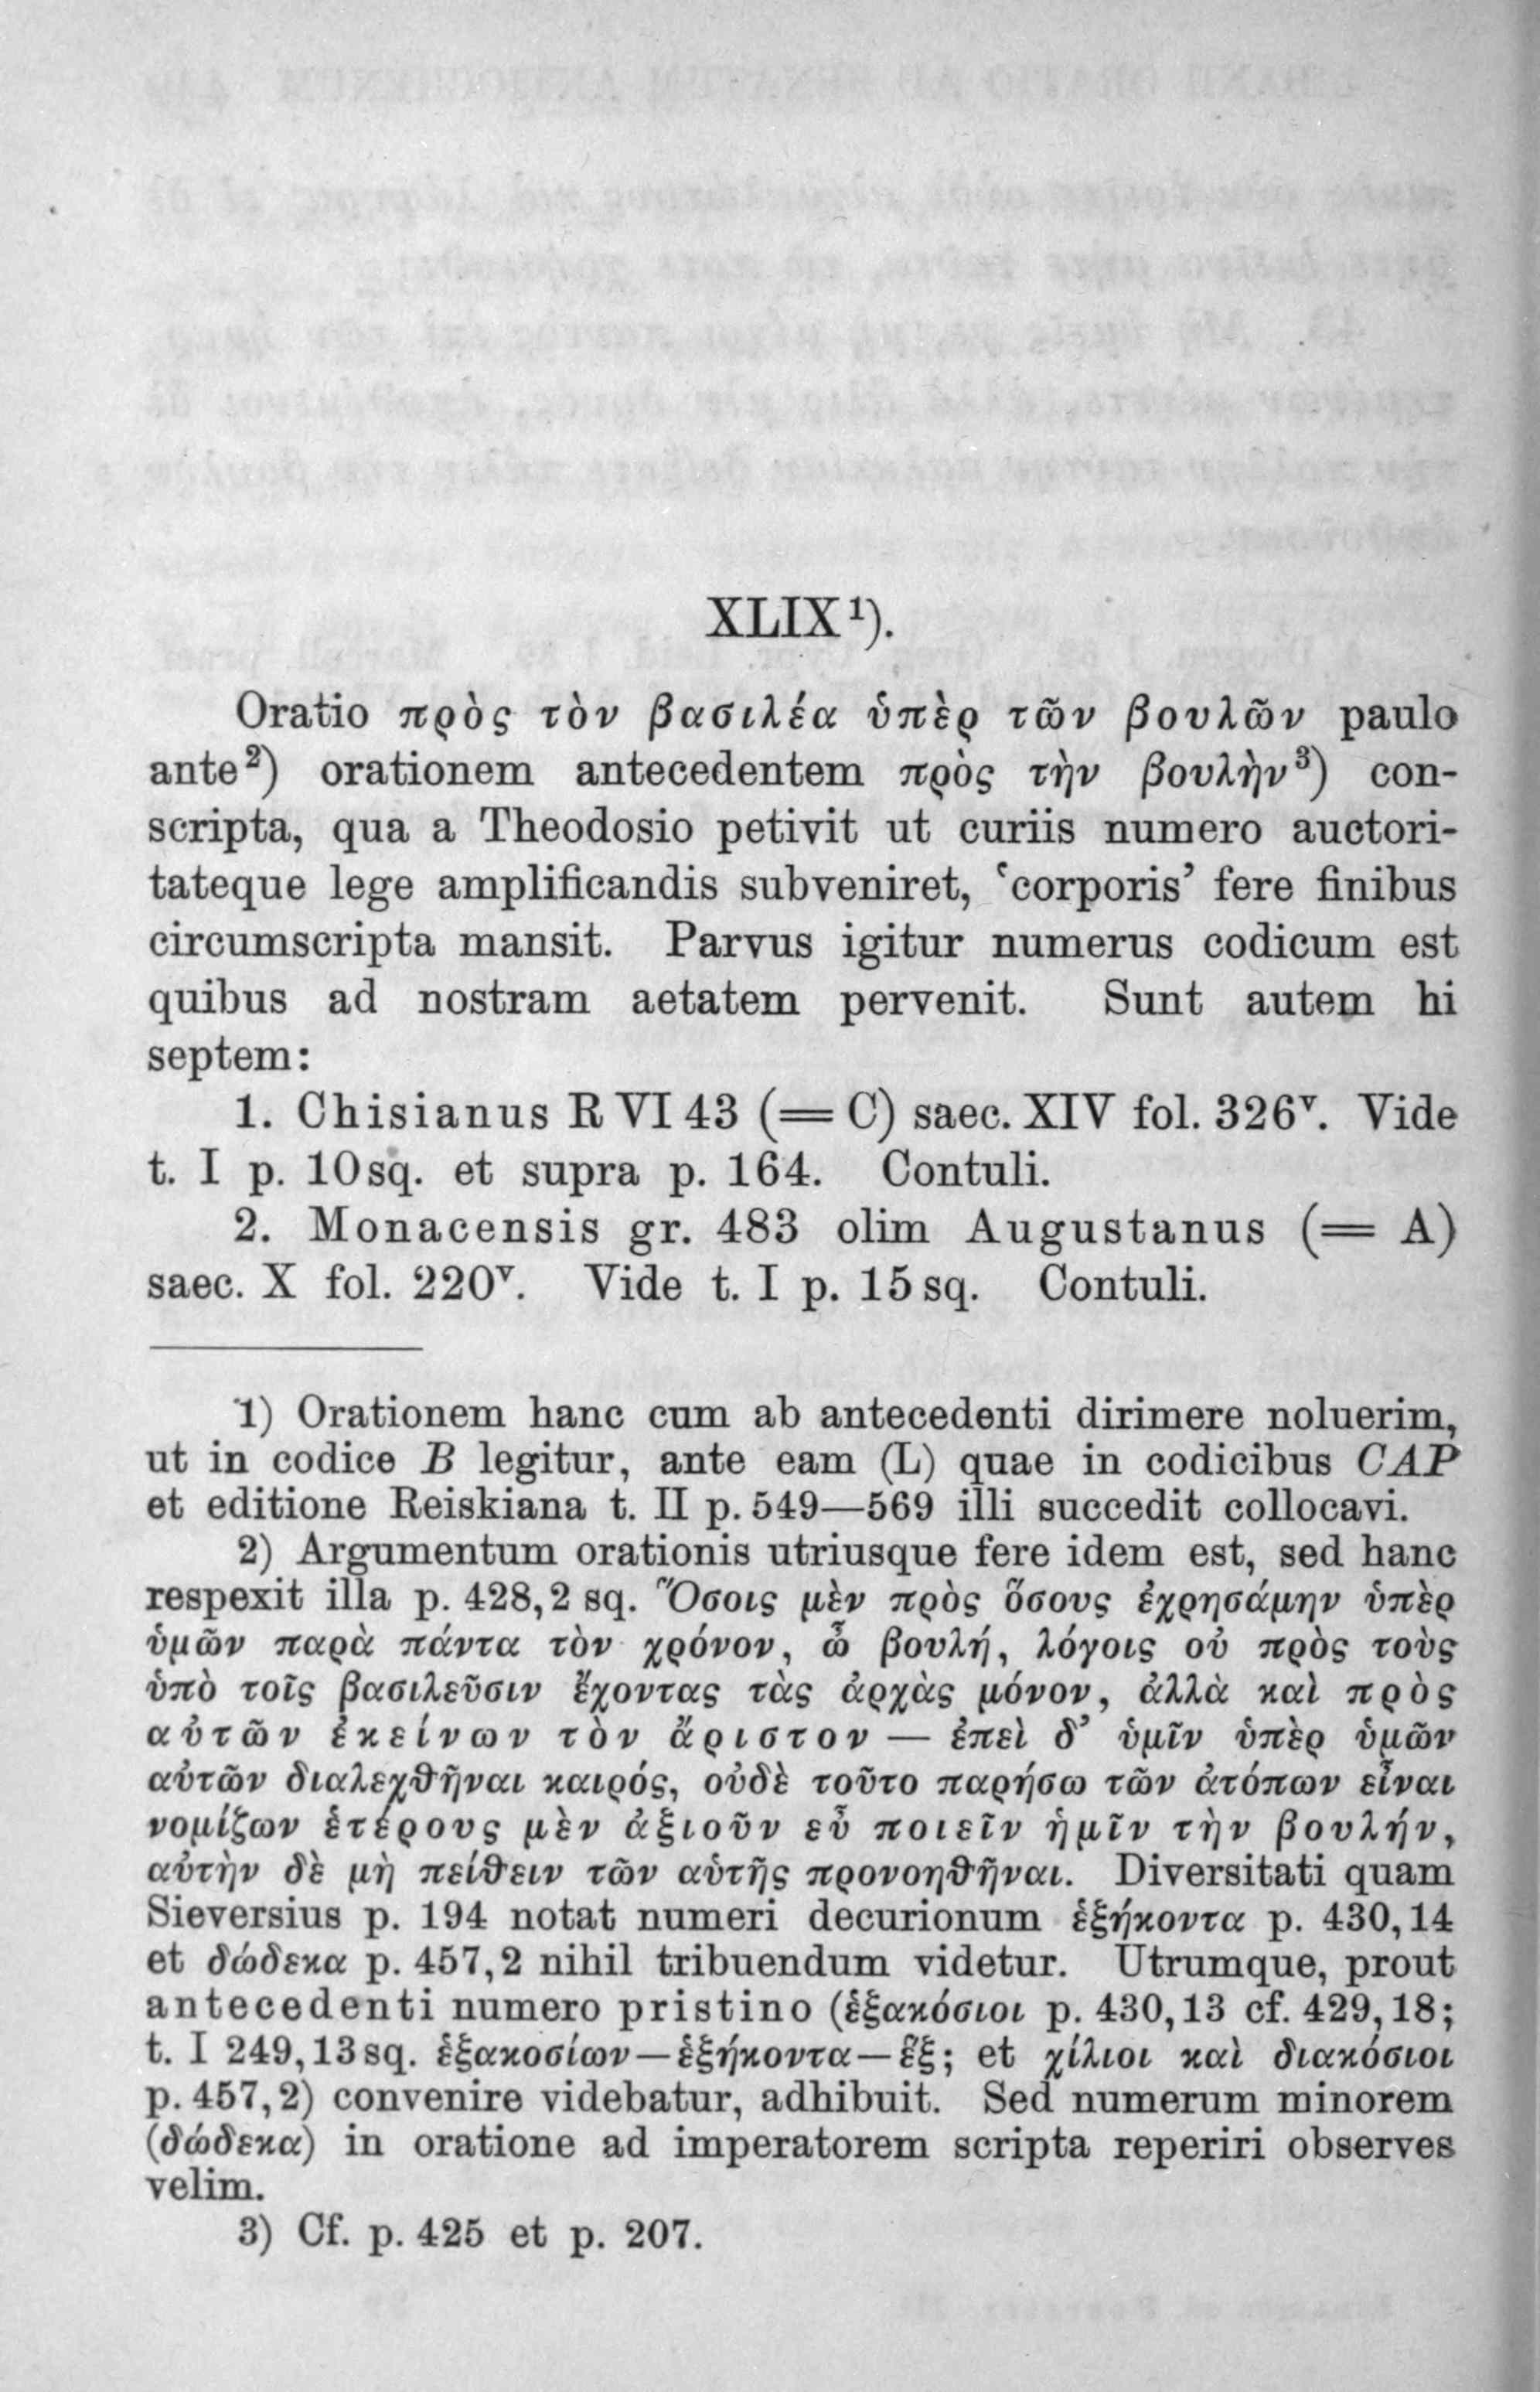 XLIX¹).
Oratio πρὸς τὸν βασιλέα ὑπὲρ τῶν βουλῶν paulo
ante²) orationem antecedentem πρὸς τὴν βουλὴν³) con-
scripta, qua a Theodosio petivit ut curiis numero auctori-
tateque lege amplificandis subveniret, ‛corporis’ fere finibus
circumscripta mansit. Parvus igitur numerus codicum est
quibus ad nostram aetatem pervenit. Sunt autem hi
septem:
1. Chisianus R VI 43 (= C) saec. XIV fol. 326ᵛ. Vide
t. I p. 10 sq. et supra p. 164. Contuli.
2. Monacensis gr. 483 olim Augustanus (= A)
saec. X fol. 220ᵛ. Vide t. I p. 15 sq. Contuli.
1) Orationem hanc cum ab antecedenti dirimere noluerim,
ut in codice B legitur, ante eam (L) quae in codicibus CAP
et editione Reiskiana t. II p. 549—569 illi succedit collocavi.
2) Argumentum orationis utriusque fere idem est, sed hanc
respexit illa p. 428, 2 sq. Ὅσοις μὲν πρὸς ὅσους ἐχρησάμην ὑπὲρ
ὑμῶν παρὰ πάντα τὸν χρόνον, ὦ βουλή, λόγοις οὐ πρὸς τοὺς
ὑπὸ τοῖς βασιλεῦσιν ἔχοντας τὰς ἀρχὰς μόνον, ἀλλὰ καὶ πρὸς
αὐτῶν ἐκείνων τὸν ἄριστον — ἐπεὶ δ’ ὑμῖν ὑπὲρ ὑμῶν
αὐτῶν διαλεχθῆναι καιρός, οὐδὲ τοῦτο παρήσω τῶν ἀτόπων εἶναι
νομίζων ἑτέρους μὲν ἀξιοῦν εὖ ποιεῖν ἡμῖν τὴν βουλήν,
αὐτὴν δὲ μὴ πείθειν τῶν αὑτῆς προνοηθῆναι. Diversitati quam
Sieversius p. 194 notat numeri decurionum ἑξήκοντα p. 430, 14
et δώδεκα p. 457, 2 nihil tribuendum videtur. Utrumque, prout
antecedenti numero pristino (ἑξακόσιοι p. 430, 13 cf. 429, 18;
t. I 249, 13 sq. ἑξακοσίων—ἑξήκοντα—ἕξ; et χίλιοι καὶ διακόσιοι
p. 457, 2) convenire videbatur, adhibuit. Sed numerum minorem
(δώδεκα) in oratione ad imperatorem scripta reperiri observes
velim.
3) Cf. p. 425 et p. 207.